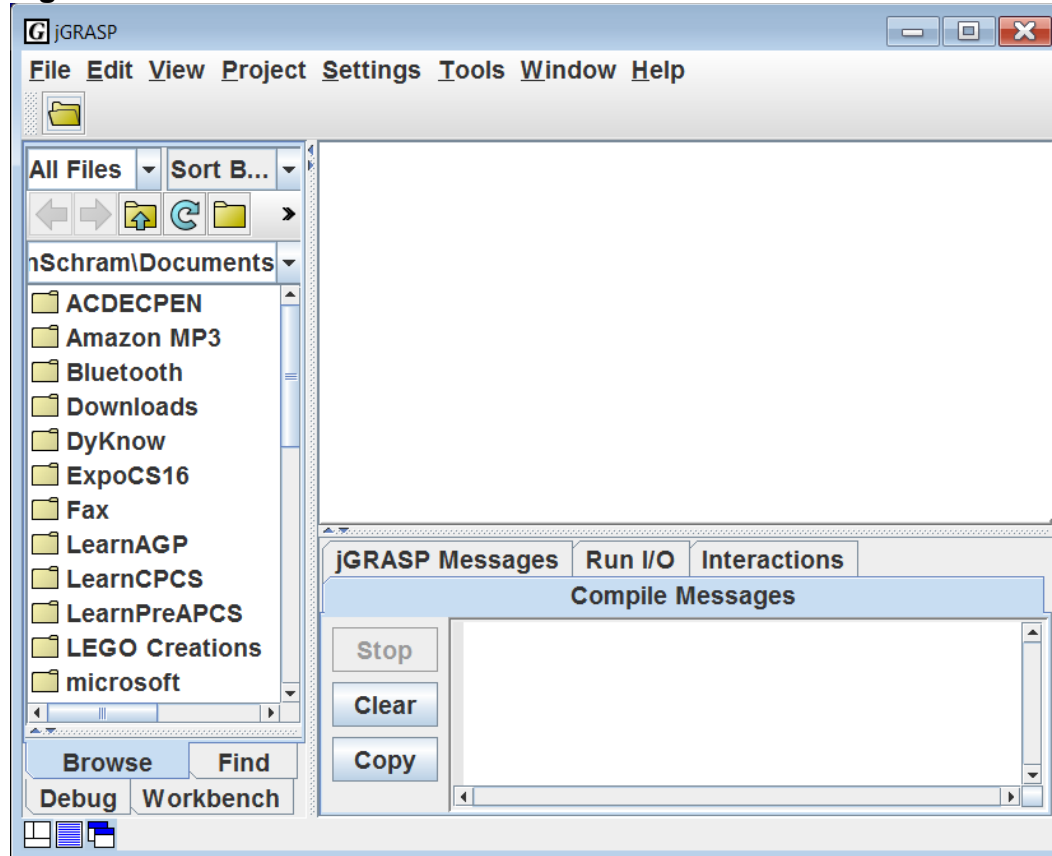 G jGRASP
File Edit View Project Settings Tools Window Help
All Files Sort B...
nSchram\Documents
ACDECPEN
Amazon MP3
Bluetooth
Downloads
DyKnow
ExpoCS16
Fax
LearnAGP
LearnCPCS
LearnPreAPCS
LEGO Creations
microsoft
Browse Find
Debug Workbench
jGRASP Messages Run I/O Interactions
Compile Messages
Stop
Clear
Copy